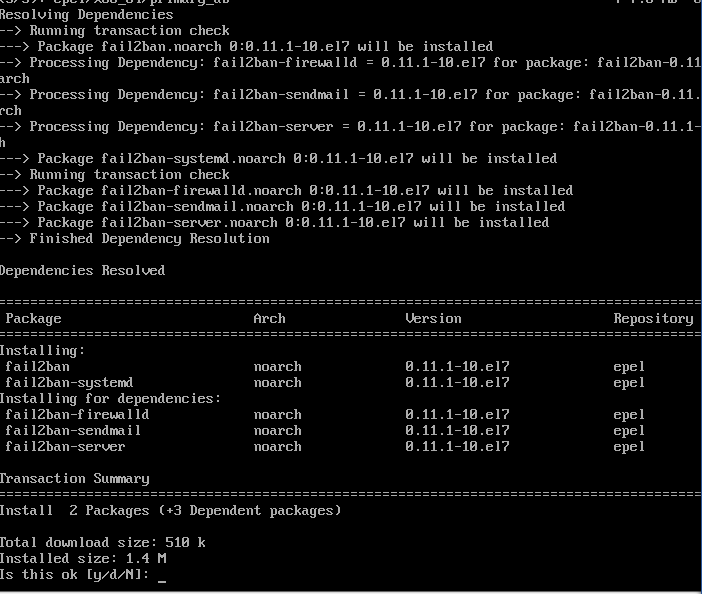 Resolving Dependencies
--> Running transaction check
---> Package fail2ban.noarch 0:0.11.1-10.el7 will be installed
--> Processing Dependency: fail2ban-firewalld = 0.11.1-10.el7 for package: fail2ban-0.11
arch
--> Processing Dependency: fail2ban-sendmail = 0.11.1-10.el7 for package: fail2ban-0.11.
rch
--> Processing Dependency: fail2ban-server = 0.11.1-10.el7 for package: fail2ban-0.11.1-
h
---> Package fail2ban-systemd.noarch 0:0.11.1-10.el7 will be installed
--> Running transaction check
---> Package fail2ban-firewalld.noarch 0:0.11.1-10.el7 will be installed
---> Package fail2ban-sendmail.noarch 0:0.11.1-10.el7 will be installed
---> Package fail2ban-server.noarch 0:0.11.1-10.el7 will be installed
--> Finished Dependency Resolution
Dependencies Resolved
================================================================================
Package Arch Version Repository
================================================================================
Installing:
fail2ban noarch 0.11.1-10.el7 epel
fail2ban-systemd noarch 0.11.1-10.el7 epel
Installing for dependencies:
fail2ban-firewalld noarch 0.11.1-10.el7 epel
fail2ban-sendmail noarch 0.11.1-10.el7 epel
fail2ban-server noarch 0.11.1-10.el7 epel
Transaction Summary
================================================================================
Install 2 Packages (+3 Dependent packages)
Total download size: 510 k
Installed size: 1.4 M
Is this ok [y/d/N]: _